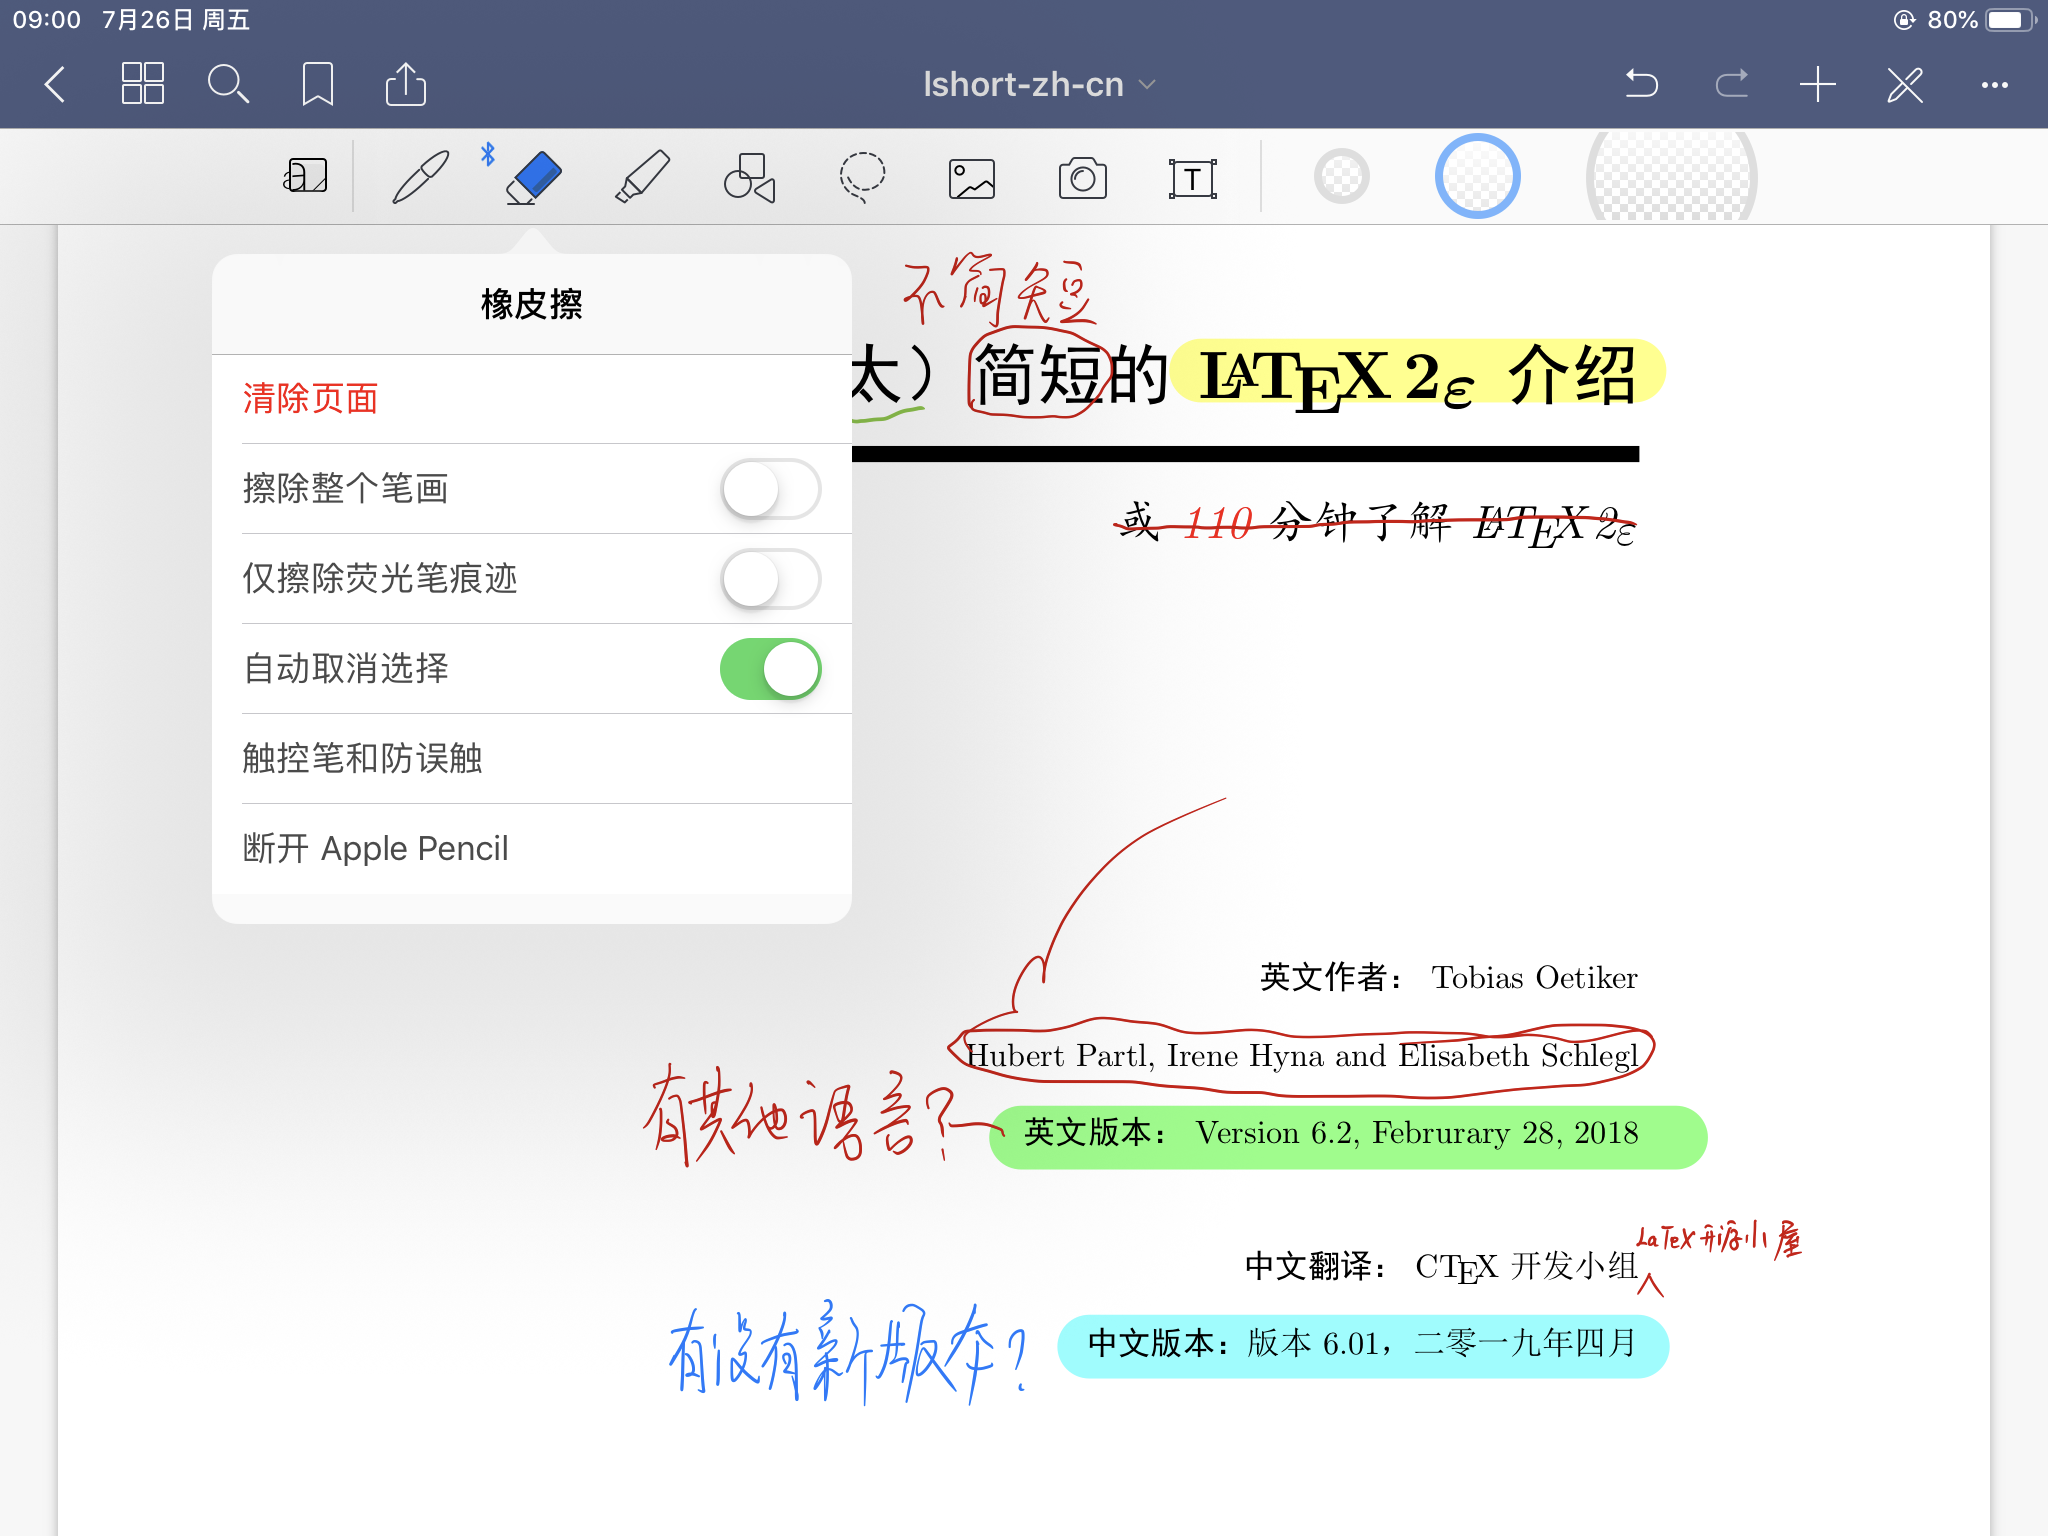 09:00 7月26日 周五
80%
lshort-zh-cn
T
橡皮擦
清除页面
擦除整个笔画
仅擦除荧光笔痕迹
自动取消选择
触控笔和防误触
断开 Apple Pencil
不简短
太）简短的 LATEX 2ε 介绍
或 110 分钟了解 LATEX 2ε
英文作者： Tobias Oetiker
Hubert Partl, Irene Hyna and Elisabeth Schlegl
有其他语言？
英文版本： Version 6.2, Februrary 28, 2018
LaTeX 开源小屋
中文翻译： CTEX 开发小组
有没有新版本？
中文版本：版本 6.01，二零一九年四月